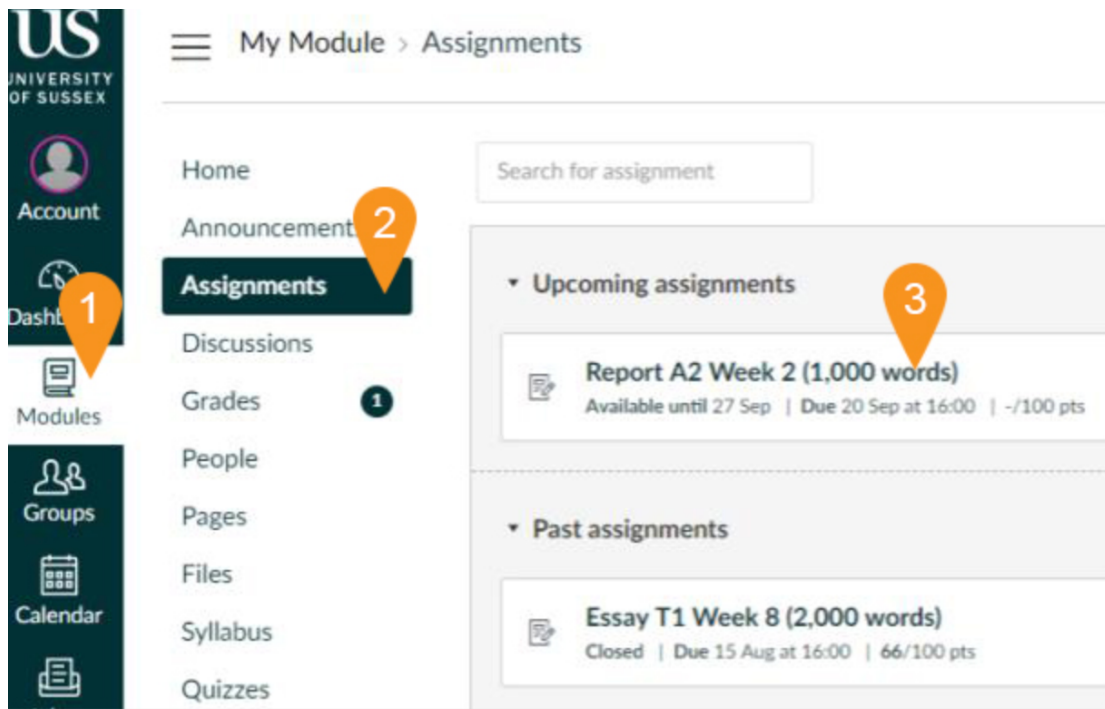 US
UNIVERSITY
OF SUSSEX
My Module > Assignments
Account
Modules
Groups
Calendar
1
Home
2
Assignments
Discussions
Grades
1
People
Pages
Files
Syllabus
Quizzes
Search for assignment
Upcoming assignments
3
Report A2 Week 2 (1,000 words)
Available until 27 Sep | Due 20 Sep at 16:00 | -/100 pts
Past assignments
Essay T1 Week 8 (2,000 words)
Closed | Due 15 Aug at 16:00 | 66/100 pts